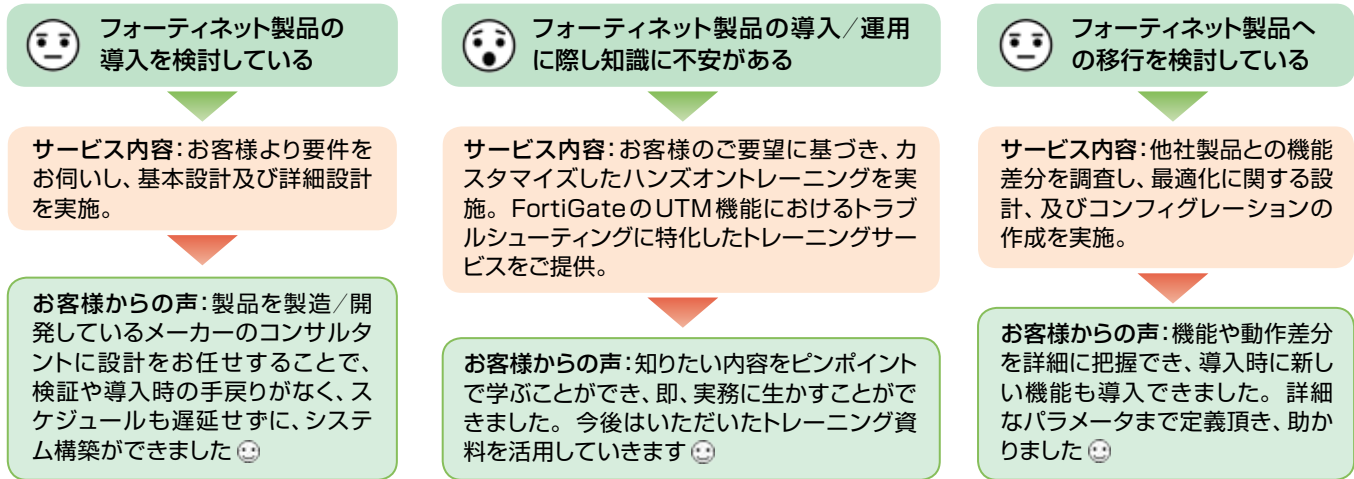 フォーティネット製品の
導入を検討している
サービス内容:お客様より要件を
お伺いし、基本設計及び詳細設計
を実施。
お客様からの声:製品を製造/開
発しているメーカーのコンサルタ
ントに設計をお任せすることで、
検証や導入時の手戻りがなく、ス
ケジュールも遅延せずに、システ
ム構築ができました
フォーティネット製品の導入/運用
に際し知識に不安がある
サービス内容:お客様のご要望に基づき、カ
スタマイズしたハンズオントレーニングを実
施。FortiGateのUTM機能におけるトラブ
ルシューティングに特化したトレーニングサー
ビスをご提供。
お客様からの声:知りたい内容をピンポイント
で学ぶことができ、即、実務に生かすことがで
きました。今後はいただいたトレーニング資
料を活用していきます
フォーティネット製品へ
の移行を検討している
サービス内容:他社製品との機能
差分を調査し、最適化に関する設
計、及びコンフィグレーションの
作成を実施。
お客様からの声:機能や動作差分
を詳細に把握でき、導入時に新し
い機能も導入できました。詳細
なパラメータまで定義頂き、助か
りました